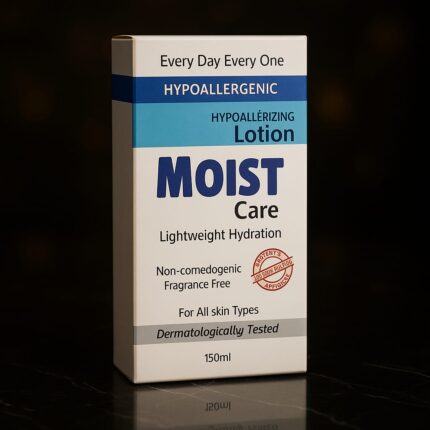 Every Day Every One
HYPOALLERGENIC
HYPOALLÉRIZING
Lotion
MOIST
Care
Lightweight Hydration
Non-comedogenic
Fragrance Free
For All skin Types
Dermatologically Tested
150ml